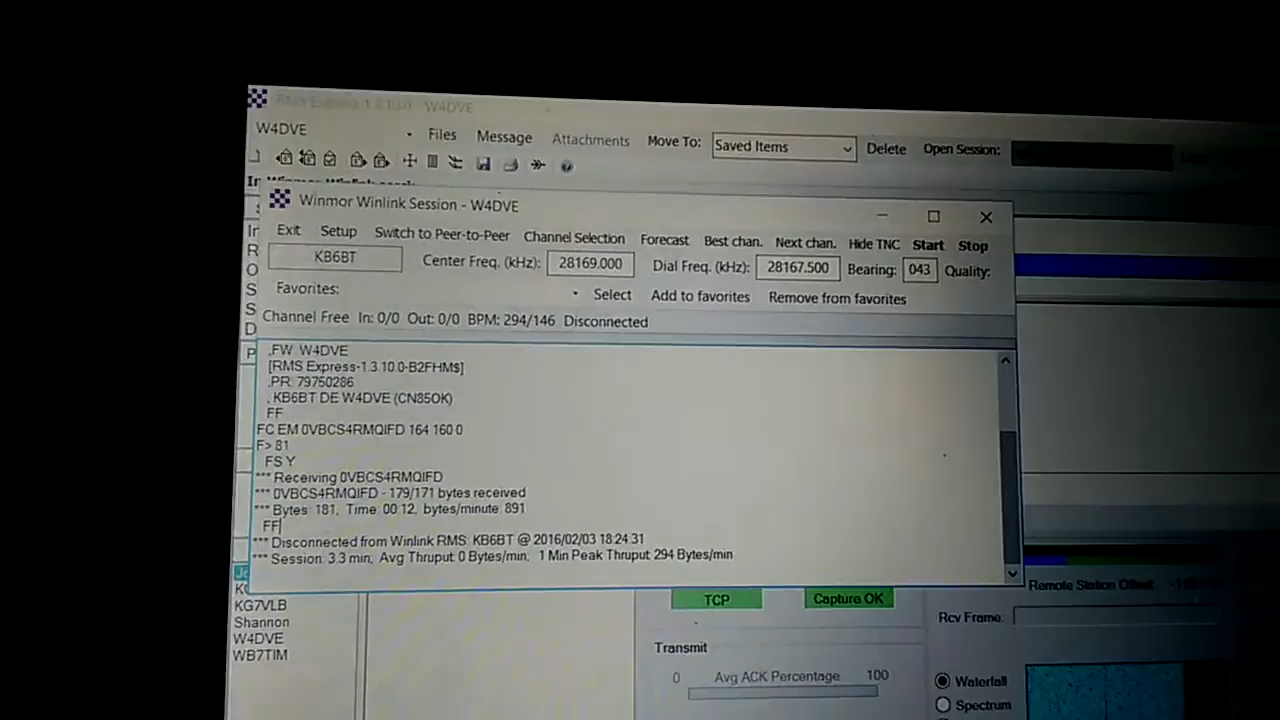 RMS Express 1.3.10.0 - W4DVE
W4DVE Files Message Attachments Move To: Saved Items Delete Open Session:
Winmor Winlink Session - W4DVE
Exit Setup Switch to Peer-to-Peer Channel Selection Forecast Best chan. Next chan. Hide TNC Start Stop
KB6BT Center Freq. (kHz): 28169.000 Dial Freq. (kHz): 28167.500 Bearing: 043 Quality:
Favorites: Select Add to favorites Remove from favorites
Channel Free In: 0/0 Out: 0/0 BPM: 294/146 Disconnected
;FW: W4DVE
[RMS Express-1.3.10.0-B2FHM$]
;PR: 79750286
; KB6BT DE W4DVE (CN85OK)
FF
FC EM 0VBCS4RMQIFD 164 160 0
F> 81
FS Y
*** Receiving 0VBCS4RMQIFD
*** 0VBCS4RMQIFD - 179/171 bytes received
*** Bytes: 181, Time: 00:12, bytes/minute: 891
FF
*** Disconnected from Winlink RMS: KB6BT @ 2016/02/03 18:24:31
*** Session: 3.3 min; Avg Thruput: 0 Bytes/min; 1 Min Peak Thruput: 294 Bytes/min
KG7VLB
Shannon
W4DVE
WB7TIM
TCP Capture OK
Remote Station Offset:
Rcv Frame:
Transmit
0 Avg ACK Percentage 100
Waterfall
Spectrum